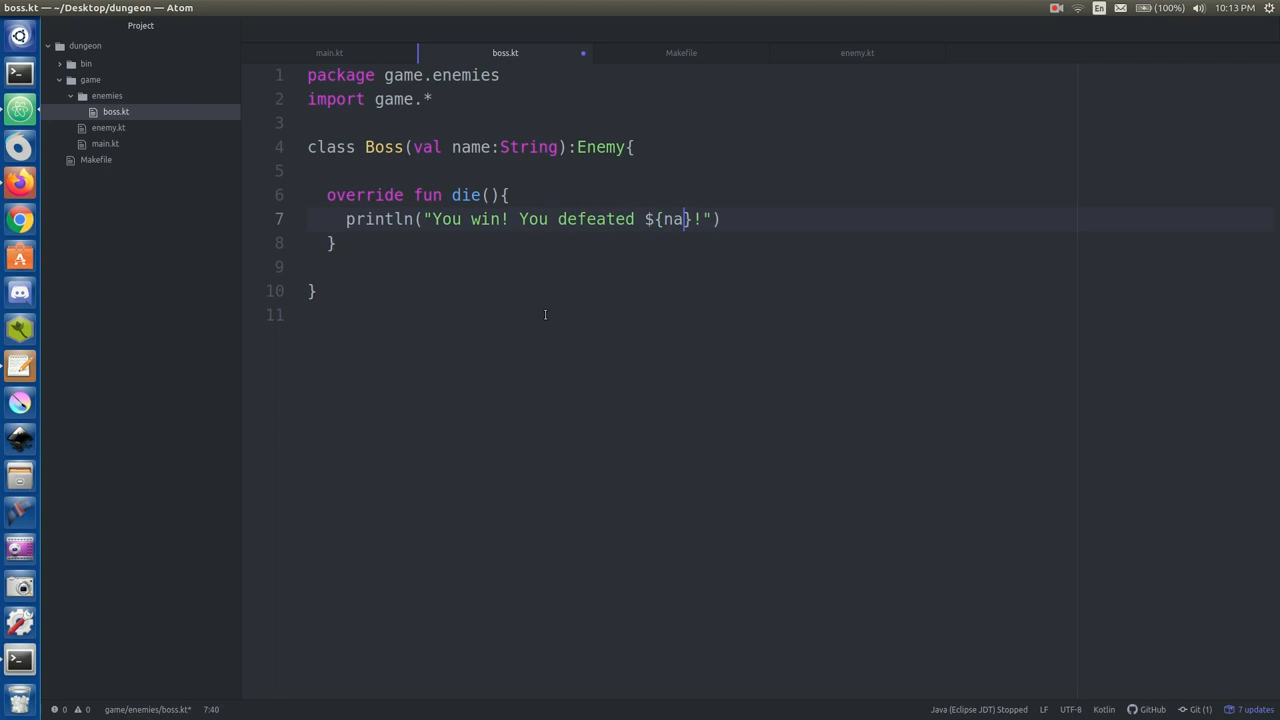 boss.kt — ~/Desktop/dungeon — Atom
En
(100%)
10:13 PM
Project
dungeon
bin
game
enemies
boss.kt
enemy.kt
main.kt
Makefile
main.kt
boss.kt
Makefile
enemy.kt
1 package game.enemies
2 import game.*
3
4 class Boss(val name:String):Enemy{
5
6 override fun die(){
7 println("You win! You defeated ${na}!")
8 }
9
10 }
11
0 0 game/enemies/boss.kt* 7:40
Java (Eclipse JDT) Stopped LF UTF-8 Kotlin GitHub Git (1) 7 updates